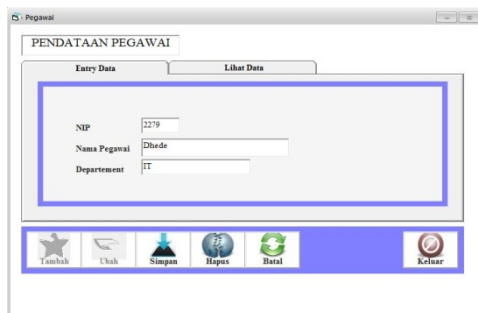 Pegawai
PENDATAAN PEGAWAI
Entry Data Lihat Data
NIP 2279
Nama Pegawai Dhede
Departement IT
Tambah Ubah Simpan Hapus Batal Keluar